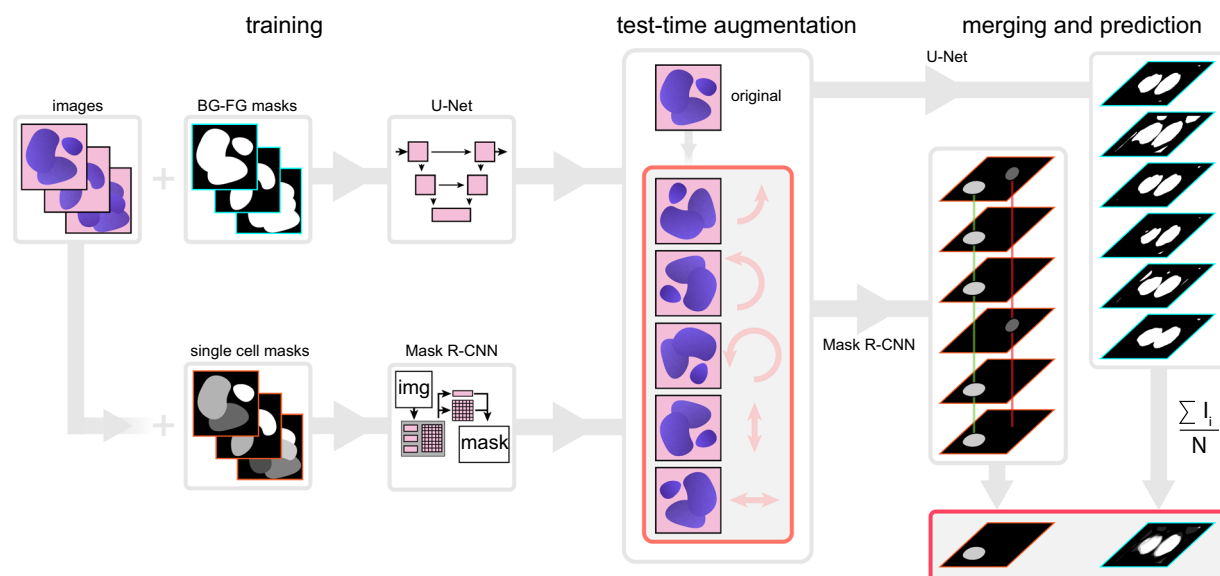 training
test-time augmentation
merging and prediction
images
BG-FG masks
U-Net
original
U-Net
+
single cell masks
Mask R-CNN
img
mask
+
Mask R-CNN
∑ I_i
N